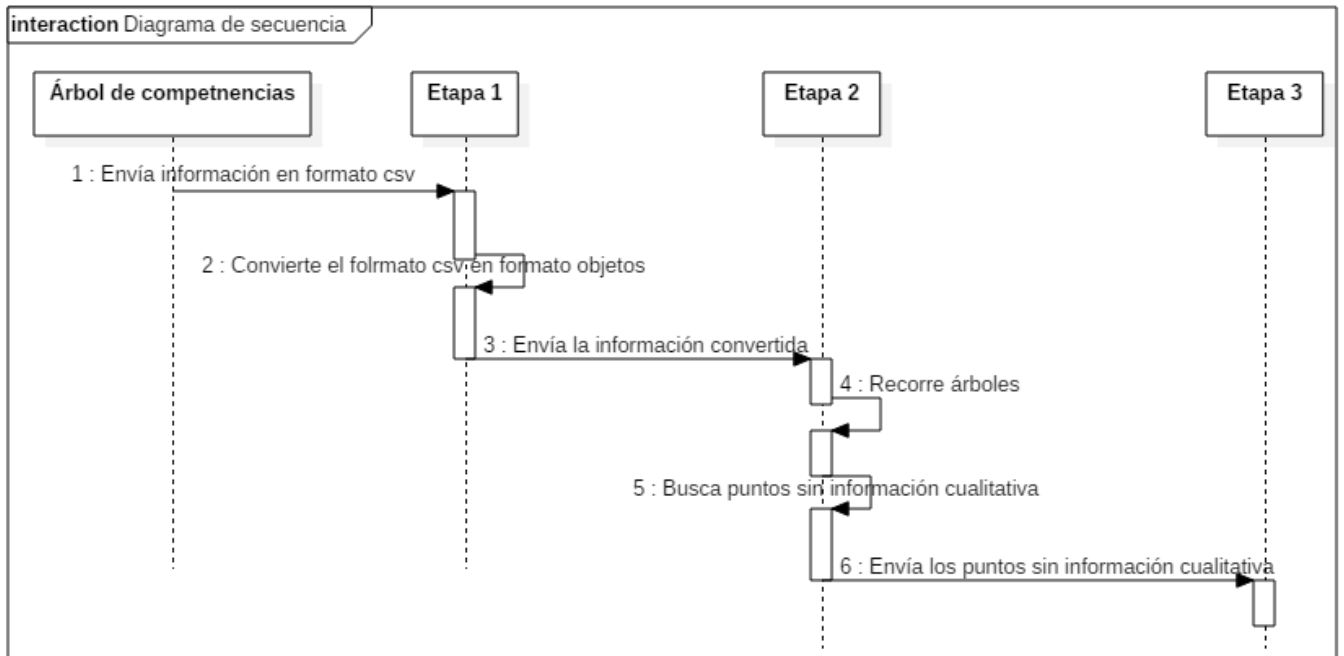 interaction Diagrama de secuencia
Árbol de competnencias
Etapa 1
Etapa 2
Etapa 3
1 : Envía información en formato csv
2 : Convierte el folrmato csv en formato objetos
3 : Envía la información convertida
4 : Recorre árboles
5 : Busca puntos sin información cualitativa
6 : Envía los puntos sin información cualitativa